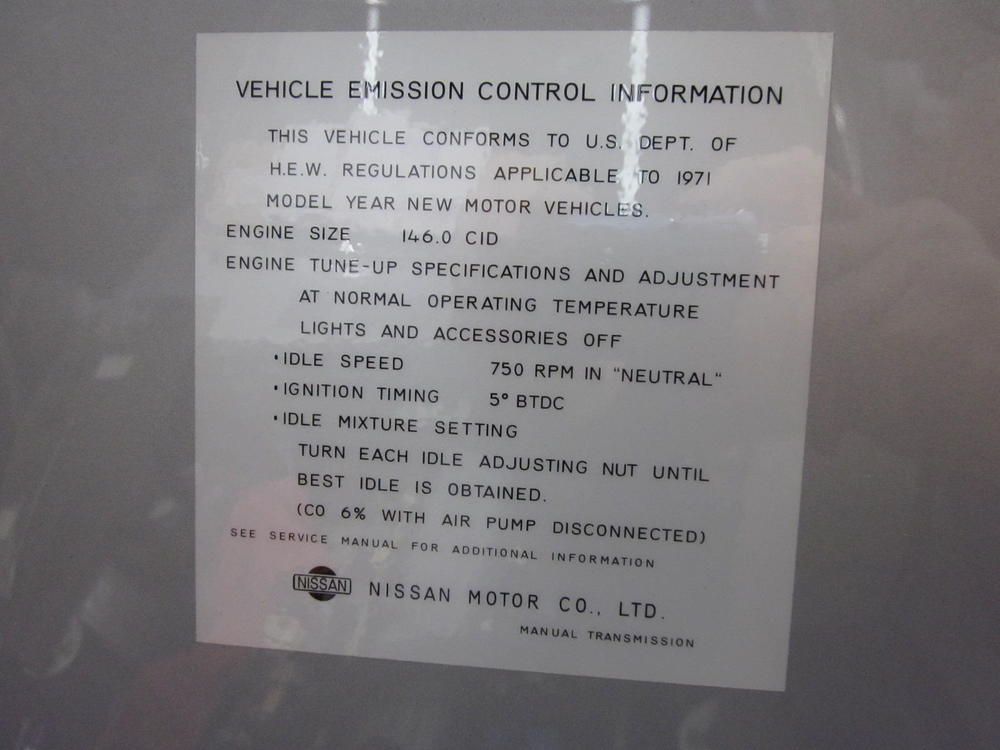 VEHICLE EMISSION CONTROL INFORMATION
THIS VEHICLE CONFORMS TO U.S. DEPT. OF
H.E.W. REGULATIONS APPLICABLE TO 1971
MODEL YEAR NEW MOTOR VEHICLES.
ENGINE SIZE 146.0 CID
ENGINE TUNE-UP SPECIFICATIONS AND ADJUSTMENT
AT NORMAL OPERATING TEMPERATURE
LIGHTS AND ACCESSORIES OFF
·IDLE SPEED 750 RPM IN “NEUTRAL“
·IGNITION TIMING 5° BTDC
·IDLE MIXTURE SETTING
TURN EACH IDLE ADJUSTING NUT UNTIL
BEST IDLE IS OBTAINED.
(CO 6% WITH AIR PUMP DISCONNECTED)
SEE SERVICE MANUAL FOR ADDITIONAL INFORMATION
NISSAN NISSAN MOTOR CO., LTD.
MANUAL TRANSMISSION